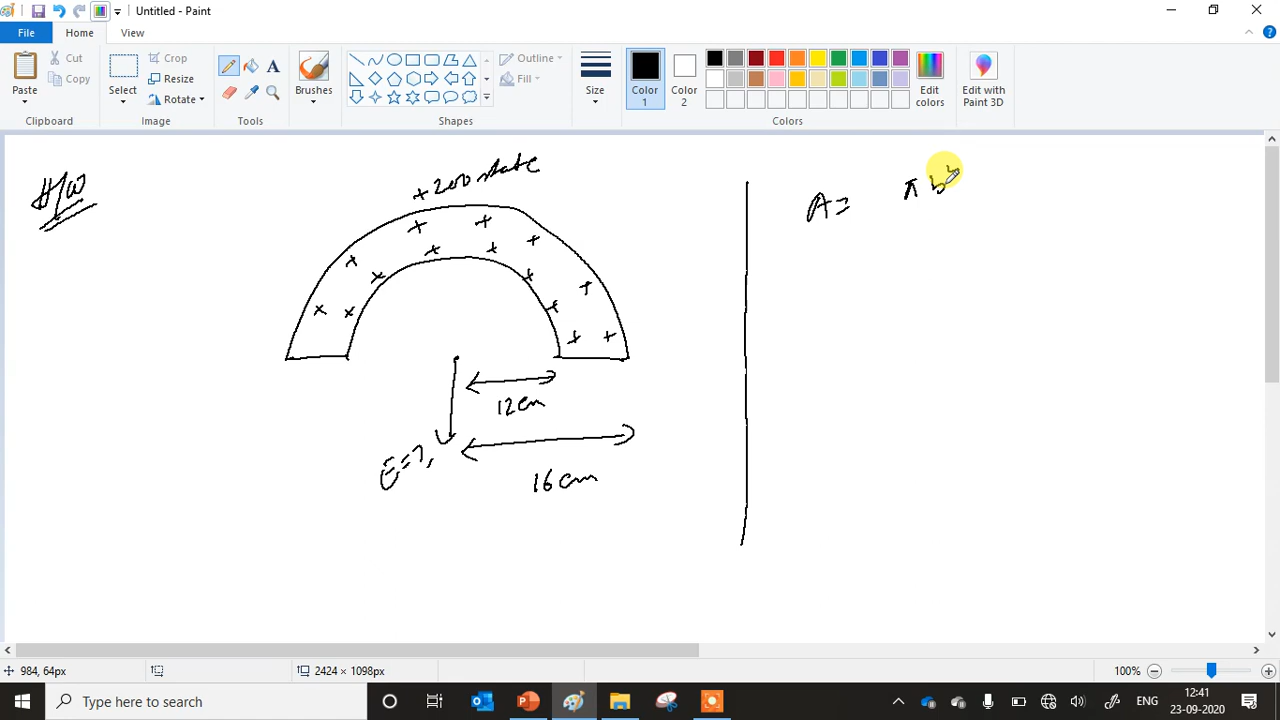 Untitled - Paint
File
Home
View
Paste
Cut
Copy
Clipboard
Select
Crop
Resize
Rotate
Image
Tools
Brushes
Shapes
Outline
Fill
Size
Color 1
Color 2
Edit colors
Edit with Paint 3D
Colors
H/W
+200 statC
12cm
E=?,
16cm
A= πb²
984, 64px
2424 × 1098px
100%
Type here to search
ENG
12:41
23-09-2020